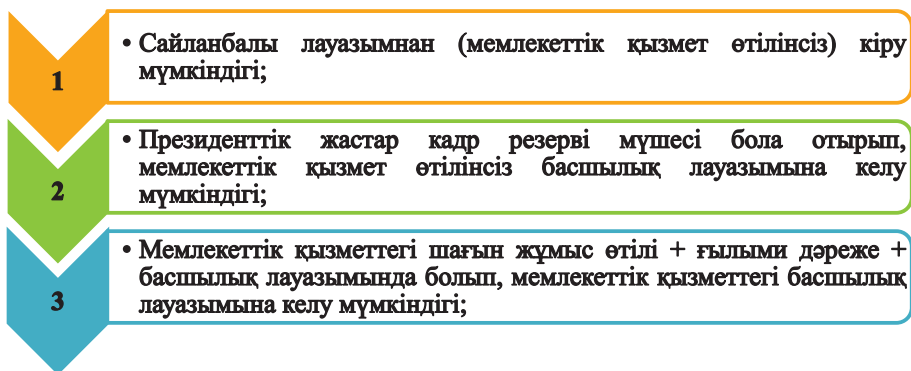 1
• Сайланбалы лауазымнан (мемлекеттік қызмет өтілінсіз) кіру
мүмкіндігі;
2
• Президенттік жастар кадр резерві мүшесі бола отырып,
мемлекеттік қызмет өтілінсіз басшылық лауазымына келу
мүмкіндігі;
3
• Мемлекеттік қызметтегі шағын жұмыс өтілі + ғылыми дәреже +
басшылық лауазымында болып, мемлекеттік қызметтегі басшылық
лауазымына келу мүмкіндігі;